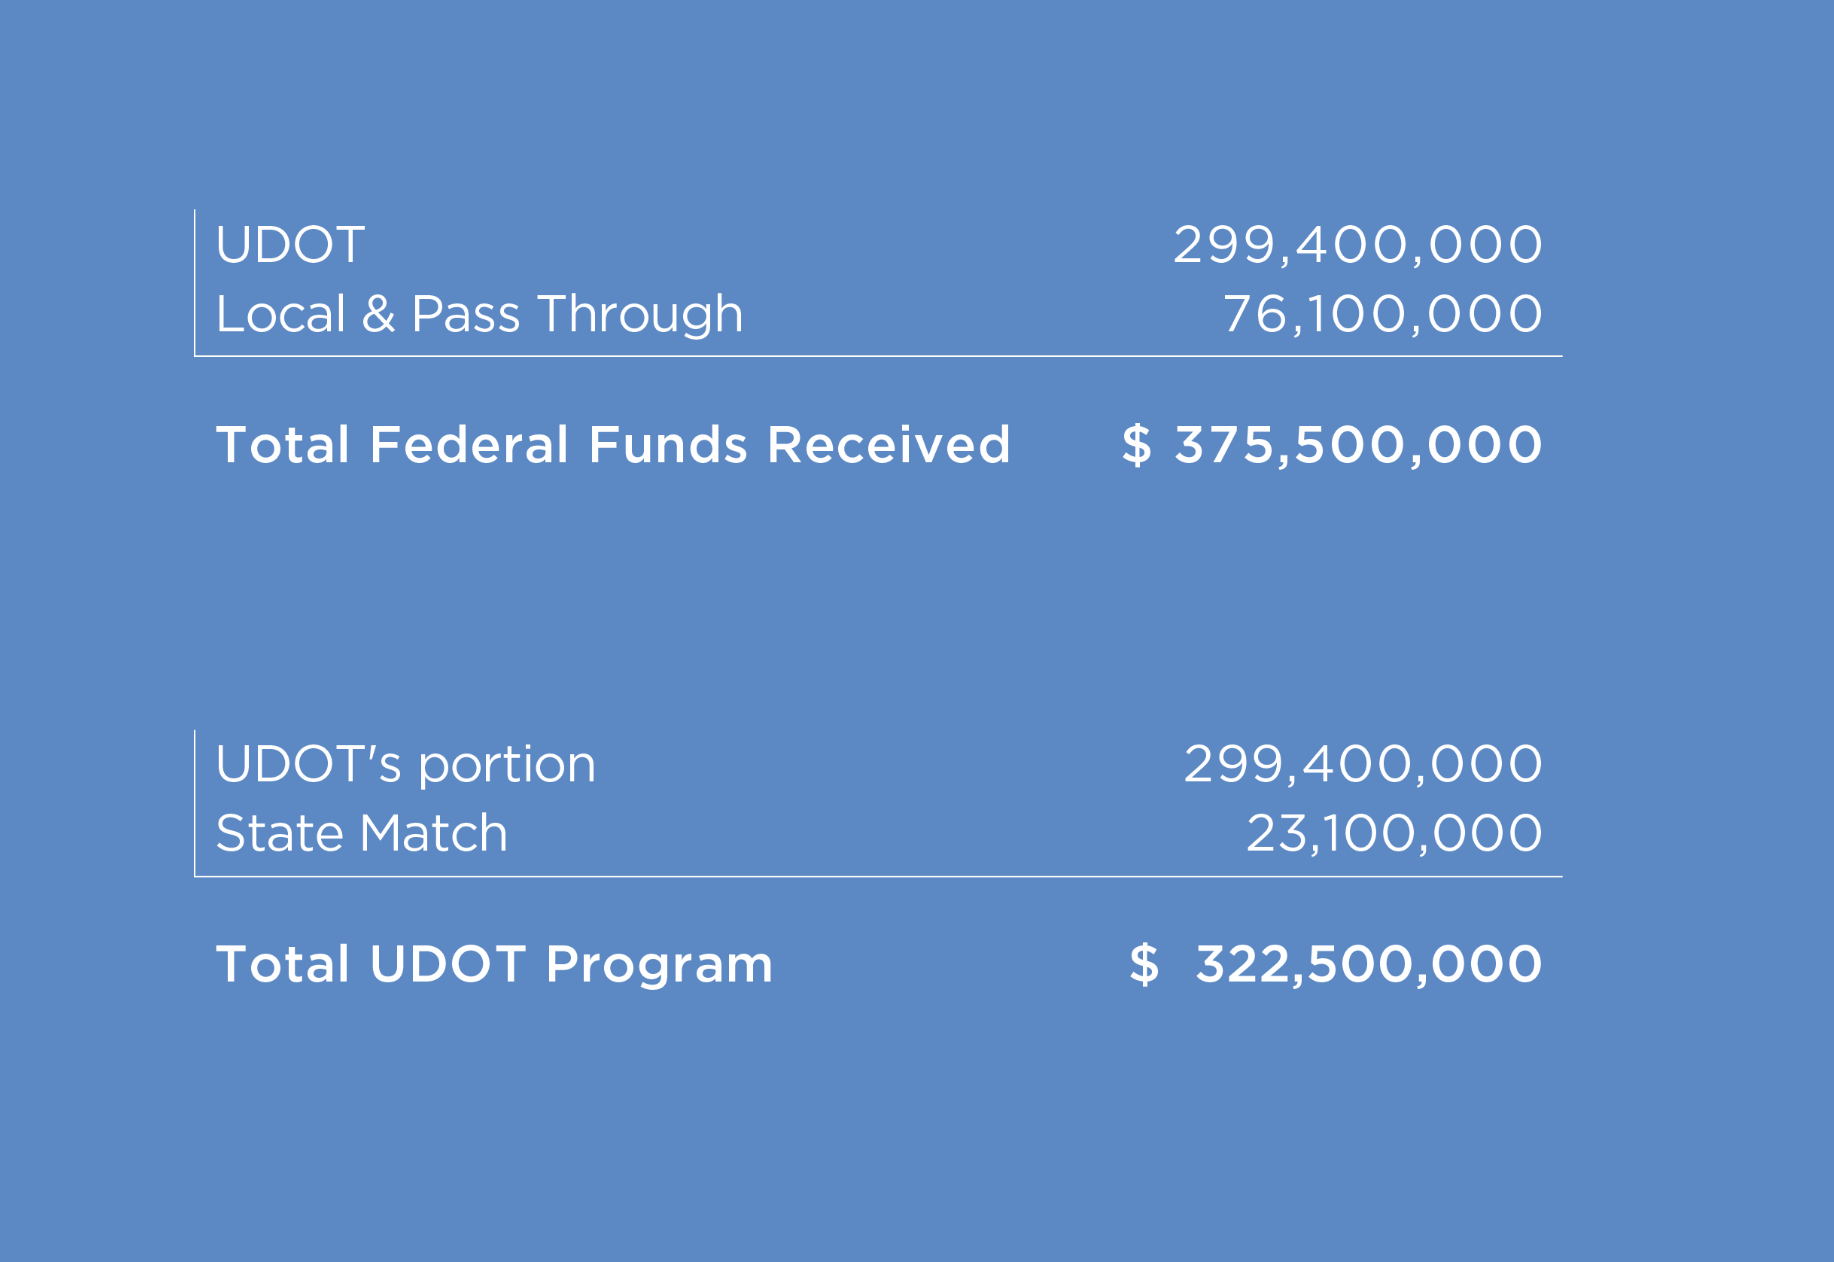 UDOT 299,400,000
Local & Pass Through 76,100,000
Total Federal Funds Received $ 375,500,000
UDOT's portion 299,400,000
State Match 23,100,000
Total UDOT Program $ 322,500,000